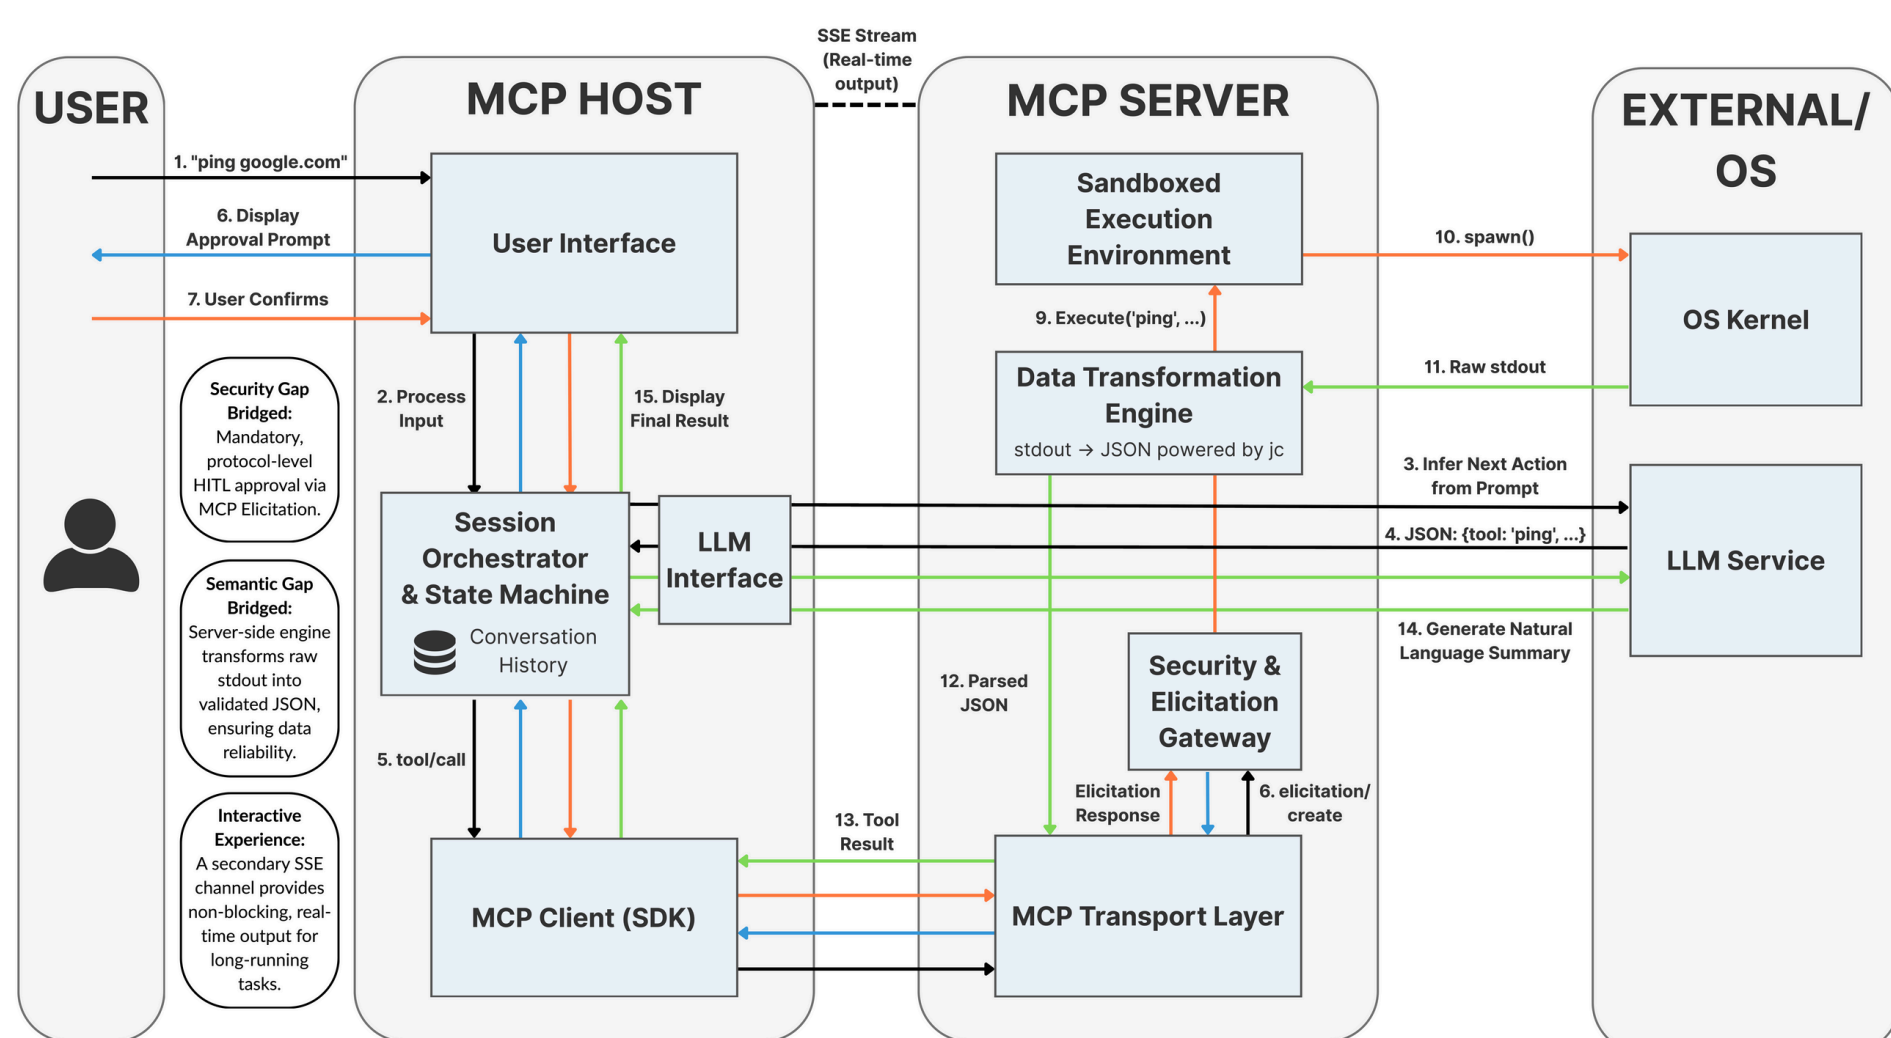 SSE Stream
(Real-time
output)
USER
MCP HOST
MCP SERVER
EXTERNAL/
OS
1. "ping google.com"
6. Display
Approval Prompt
7. User Confirms
User Interface
Security Gap
Bridged:
Mandatory,
protocol-level
HITL approval via
MCP Elicitation.
Semantic Gap
Bridged:
Server-side engine
transforms raw
stdout into
validated JSON,
ensuring data
reliability.
Interactive
Experience:
A secondary SSE
channel provides
non-blocking, real-
time output for
long-running
tasks.
2. Process
Input
15. Display
Final Result
Session
Orchestrator
& State Machine
Conversation
History
LLM
Interface
5. tool/call
MCP Client (SDK)
13. Tool
Result
Sandboxed
Execution
Environment
9. Execute('ping', ...)
Data Transformation
Engine
stdout → JSON powered by jc
12. Parsed
JSON
Security &
Elicitation
Gateway
Elicitation
Response
6. elicitation/
create
MCP Transport Layer
10. spawn()
11. Raw stdout
OS Kernel
3. Infer Next Action
from Prompt
4. JSON: {tool: 'ping', ...}
LLM Service
14. Generate Natural
Language Summary